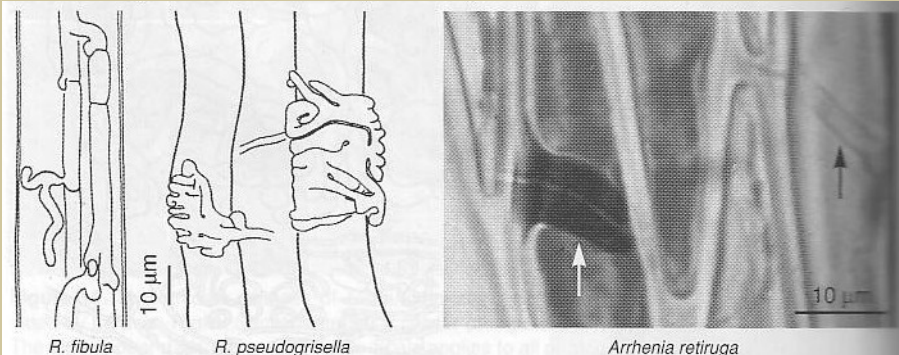 10 µm
10 µm
R. fibula
R. pseudogrisella
Arrhenia retiruga